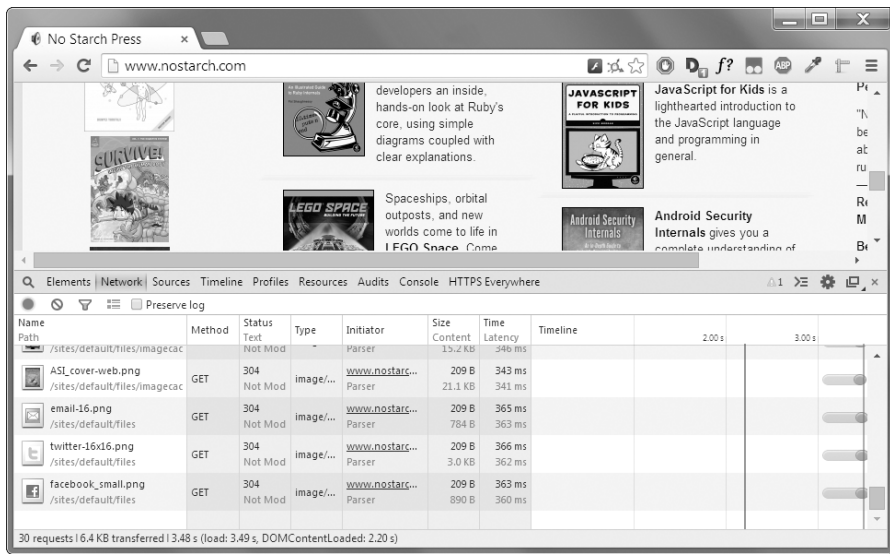 No Starch Press
www.nostarch.com
developers an inside,
hands-on look at Ruby's
core, using simple
diagrams coupled with
clear explanations.
JAVASCRIPT
FOR KIDS
JavaScript for Kids is a
lighthearted introduction to
the JavaScript language
and programming in
general.
SURVIVE!
LEGO SPACE
BUILDING THE FUTURE
Spaceships, orbital
outposts, and new
worlds come to life in
LEGO Space. Come
Android Security
Internals
Android Security
Internals gives you a
complete understanding of
Elements Network Sources Timeline Profiles Resources Audits Console HTTPS Everywhere
1
Preserve log
Name Path Method Status Text Type Initiator Size Content Time Latency Timeline 2.00 s 3.00 s
/sites/default/files/imagecac Not Mod Parser 15.2 KB 346 ms
ASI_cover-web.png GET 304 image/... www.nostarc... 209 B 343 ms
/sites/default/files/imagecac Not Mod Parser 21.1 KB 341 ms
email-16.png GET 304 image/... www.nostarc... 209 B 365 ms
/sites/default/files Not Mod Parser 784 B 363 ms
twitter-16x16.png GET 304 image/... www.nostarc... 209 B 366 ms
/sites/default/files Not Mod Parser 3.0 KB 362 ms
facebook_small.png GET 304 image/... www.nostarc... 209 B 363 ms
/sites/default/files Not Mod Parser 890 B 360 ms
30 requests | 6.4 KB transferred | 3.48 s (load: 3.49 s, DOMContentLoaded: 2.20 s)